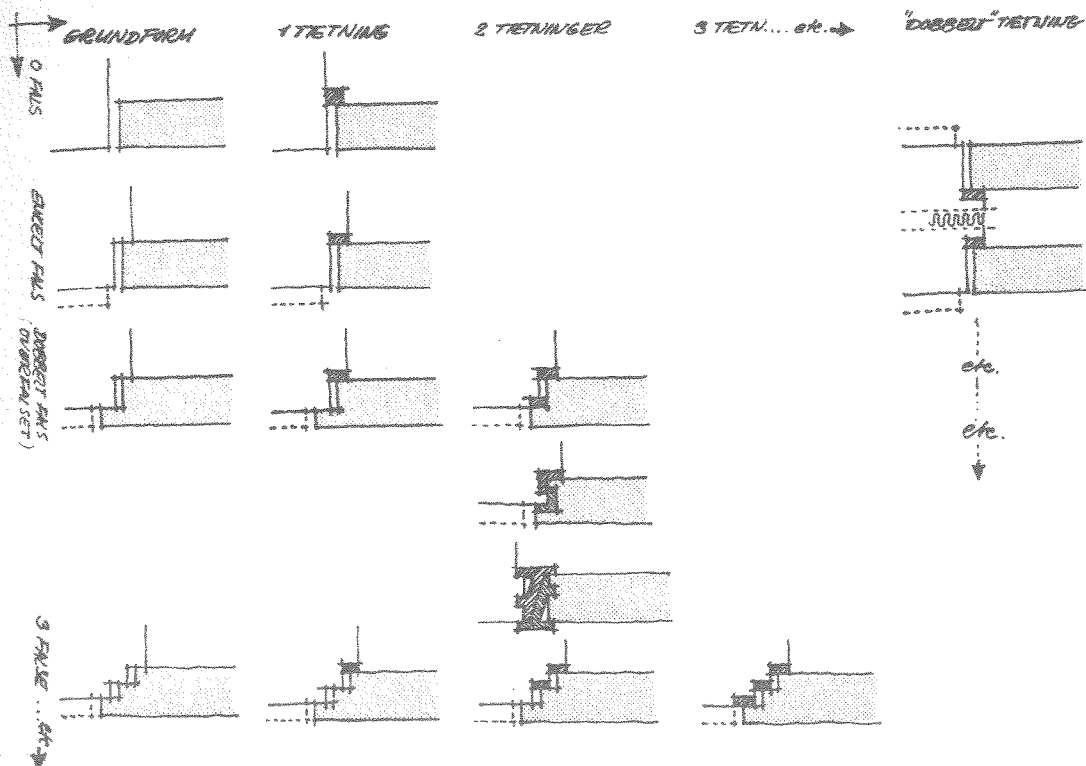 GRUNDFORM
1 TÆTNING
2 TÆTNINGER
3 TÆTN.... etc.
"DOBBELT" TÆTNING
0 FALS
ENKELT FALS
DOBBELT FALS
(OVERFALSET)
3 FALSE .... etc.
etc.
etc.